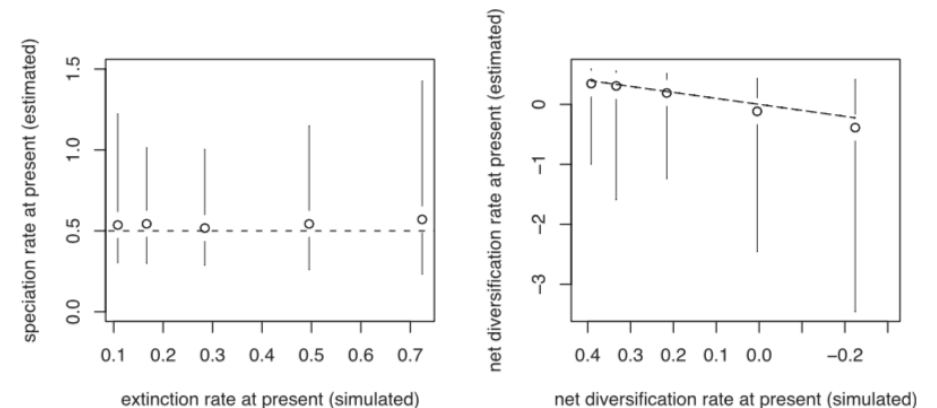 speciation rate at present (estimated)
1.5
1.0
0.5
0.0
0.1 0.2 0.3 0.4 0.5 0.6 0.7
extinction rate at present (simulated)
net diversification rate at present (estimated)
0
−1
−2
−3
0.4 0.3 0.2 0.1 0.0 −0.2
net diversification rate at present (simulated)